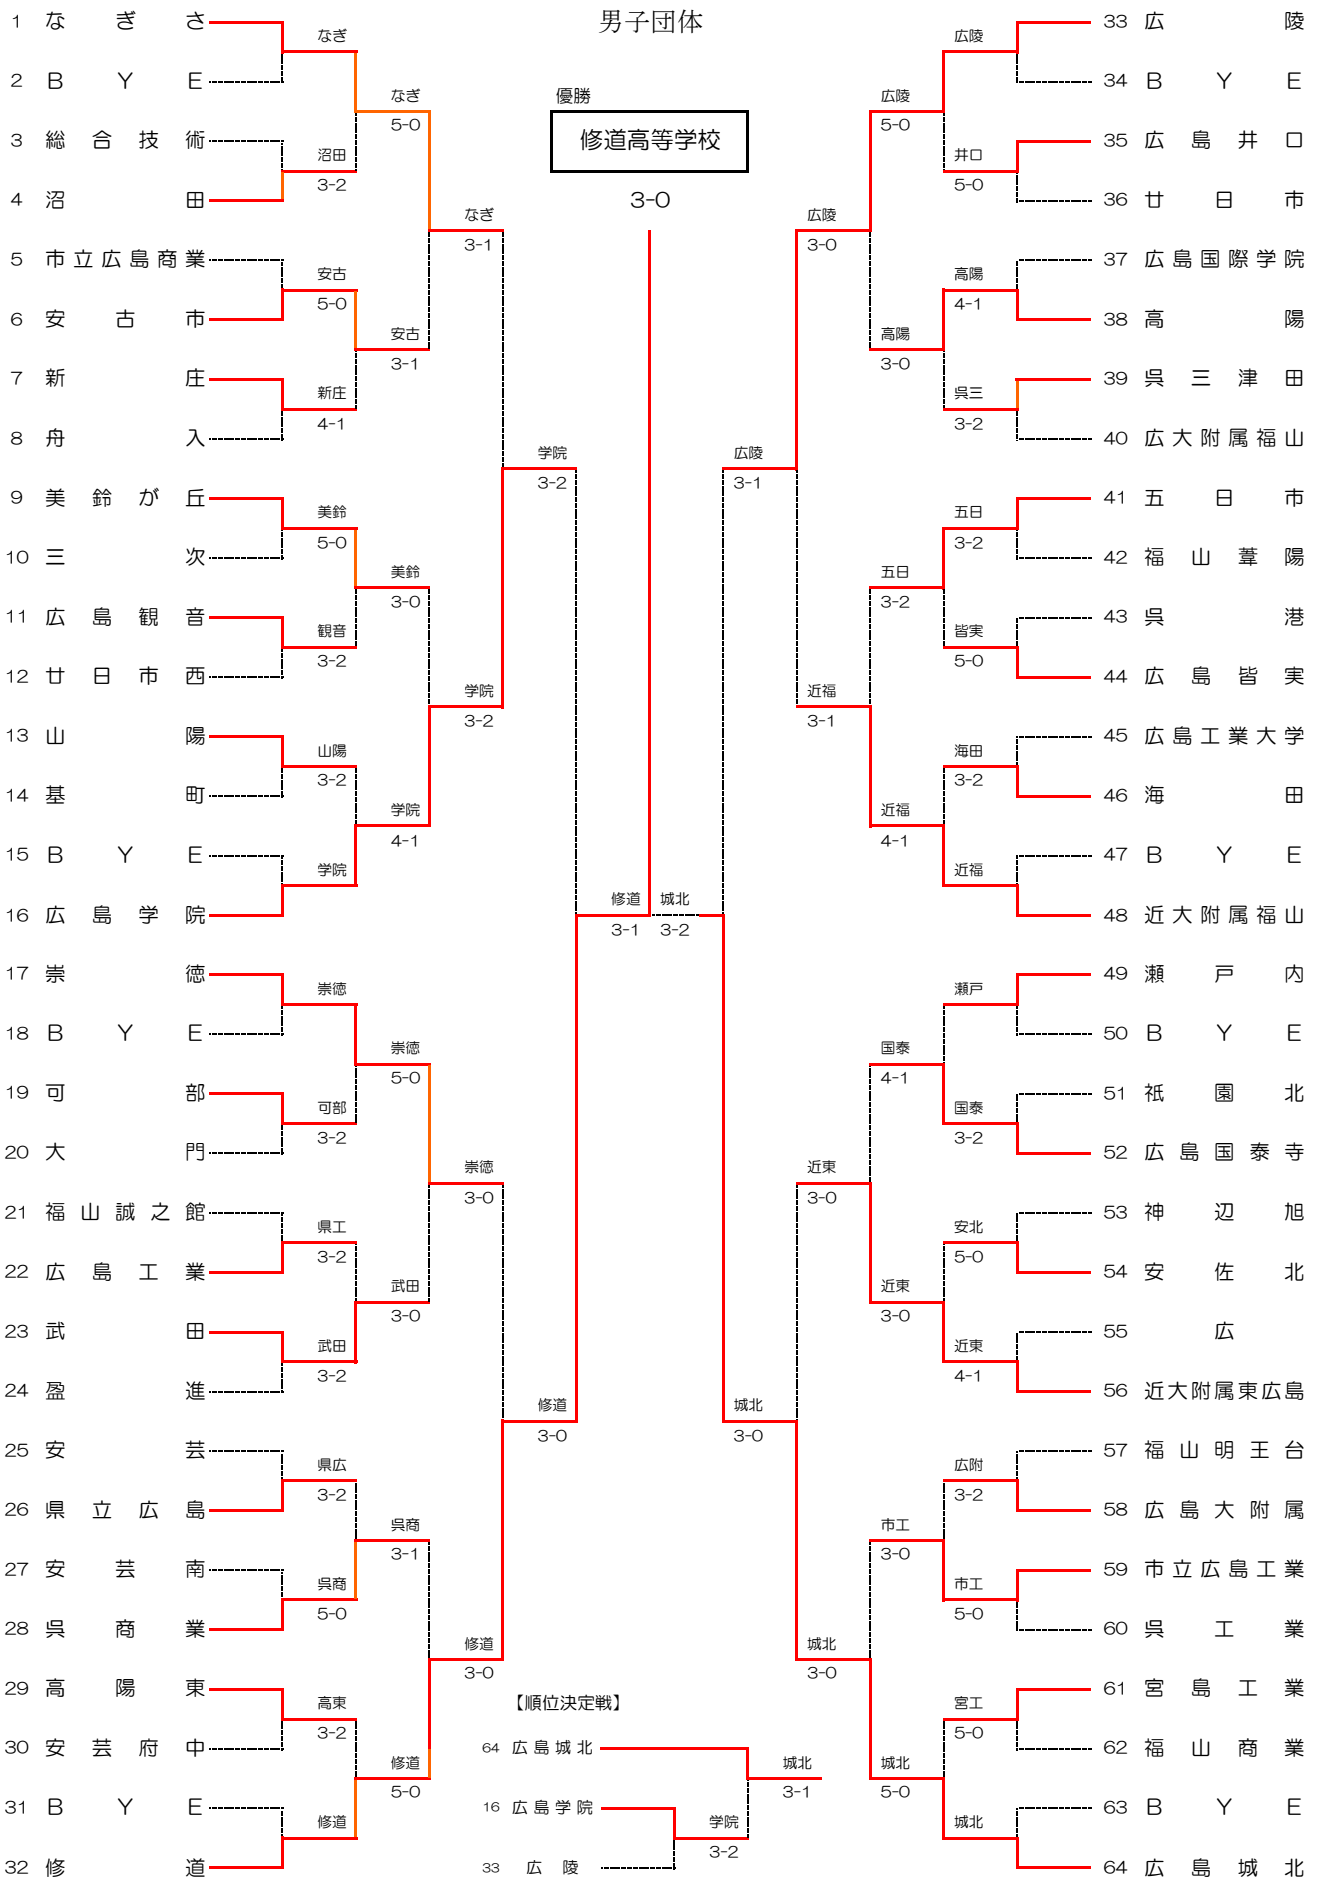 男子団体
優勝
修道高等学校
3-0
1 なぎさ
2 BYE
3 総合技術
4 沼田
5 市立広島商業
6 安古市
7 新庄
8 舟入
9 美鈴が丘
10 三次
11 広島観音
12 廿日市西
13 山陽
14 基町
15 BYE
16 広島学院
17 崇徳
18 BYE
19 可部
20 大門
21 福山誠之館
22 広島工業
23 武田
24 盈進
25 安芸
26 県立広島
27 安芸南
28 呉商業
29 高陽東
30 安芸府中
31 BYE
32 修道
なぎ
沼田
3-2
安古
5-0
新庄
4-1
美鈴
5-0
観音
3-2
山陽
3-2
学院
崇徳
可部
3-2
県工
3-2
武田
3-2
県広
3-2
呉商
5-0
高東
3-2
修道
なぎ
5-0
安古
3-1
美鈴
3-0
学院
4-1
崇徳
5-0
武田
3-0
呉商
3-1
修道
5-0
なぎ
3-1
学院
3-2
崇徳
3-0
修道
3-0
学院
3-2
修道
3-0
修道
3-1
城北
3-2
広陵
3-1
城北
3-0
広陵
3-0
近福
3-1
近東
3-0
城北
3-0
広陵
5-0
高陽
3-0
五日
3-2
近福
4-1
国泰
4-1
近東
3-0
市工
3-0
城北
5-0
広陵
井口
5-0
高陽
4-1
呉三
3-2
五日
3-2
皆実
5-0
海田
3-2
近福
瀬戸
国泰
3-2
安北
5-0
近東
4-1
広附
3-2
市工
5-0
宮工
5-0
城北
33 広陵
34 BYE
35 広島井口
36 廿日市
37 広島国際学院
38 高陽
39 呉三津田
40 広大附属福山
41 五日市
42 福山葦陽
43 呉港
44 広島皆実
45 広島工業大学
46 海田
47 BYE
48 近大附属福山
49 瀬戸内
50 BYE
51 祇園北
52 広島国泰寺
53 神辺旭
54 安佐北
55 広
56 近大附属東広島
57 福山明王台
58 広島大附属
59 市立広島工業
60 呉工業
61 宮島工業
62 福山商業
63 BYE
64 広島城北
【順位決定戦】
64 広島城北
16 広島学院
33 広陵
学院
3-2
城北
3-1